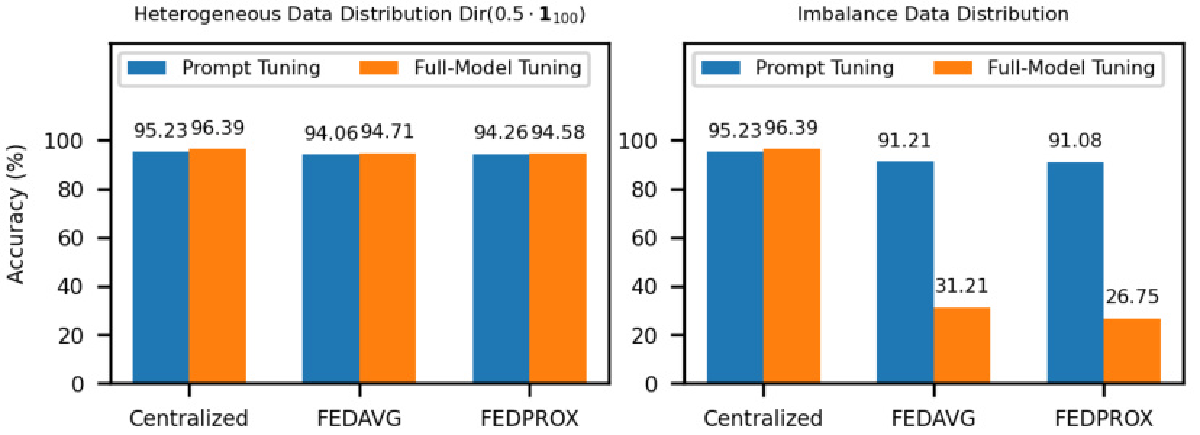 Heterogeneous Data Distribution Dir(0.5 · 𝟏₁₀₀)
Prompt Tuning Full-Model Tuning
95.23 96.39 94.06 94.71 94.26 94.58
100
80
60
40
20
0
Accuracy (%)
Centralized FEDAVG FEDPROX
Imbalance Data Distribution
Prompt Tuning Full-Model Tuning
95.23 96.39 91.21 91.08
31.21
26.75
100
80
60
40
20
0
Centralized FEDAVG FEDPROX